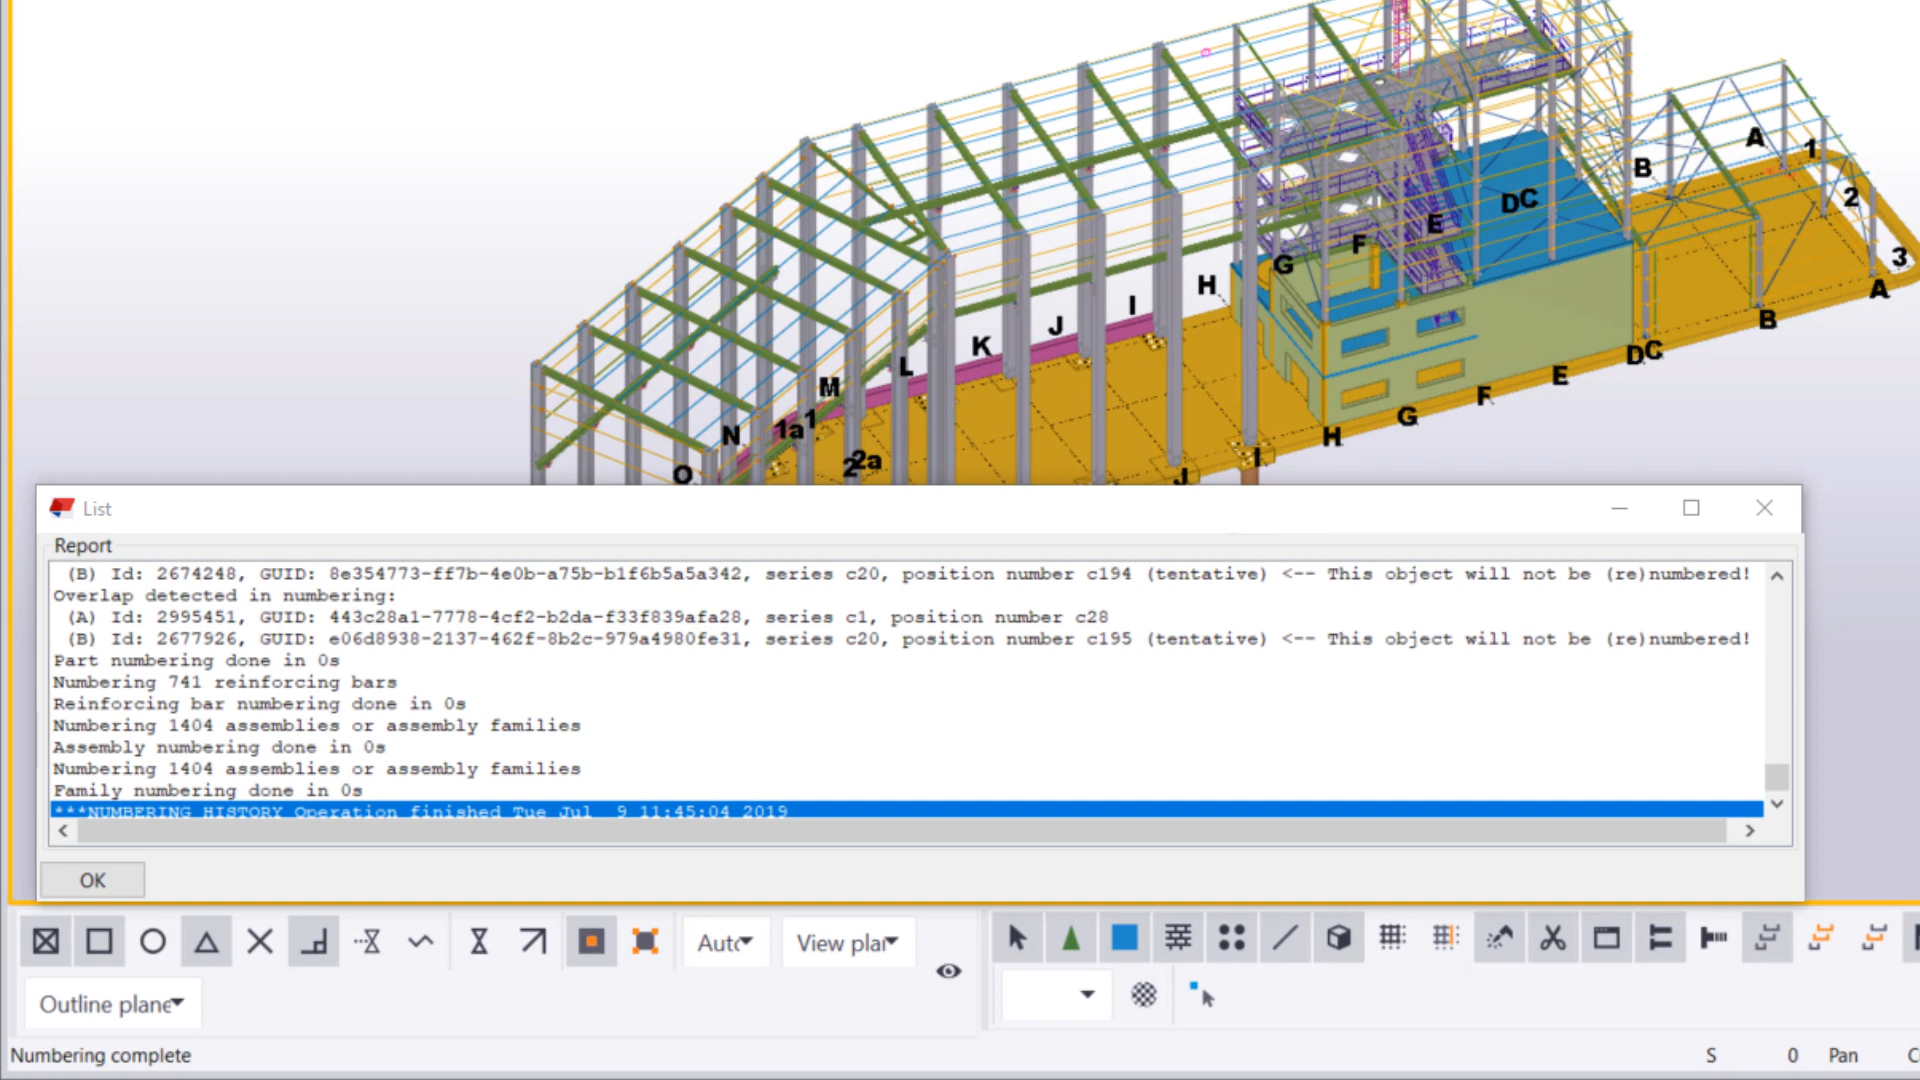 A
1
B
2
DC
E
F
3
G
H
A
I
B
J
K
DC
L
E
M
F
1
1a
G
N
H
2a
2
I
O
J
List
Report
(B) Id: 2674248, GUID: 8e354773-ff7b-4e0b-a75b-b1f6b5a5a342, series c20, position number c194 (tentative) <-- This object will not be (re)numbered!
Overlap detected in numbering:
(A) Id: 2995451, GUID: 443c28a1-7778-4cf2-b2da-f33f839afa28, series c1, position number c28
(B) Id: 2677926, GUID: e06d8938-2137-462f-8b2c-979a4980fe31, series c20, position number c195 (tentative) <-- This object will not be (re)numbered!
Part numbering done in 0s
Numbering 741 reinforcing bars
Reinforcing bar numbering done in 0s
Numbering 1404 assemblies or assembly families
Assembly numbering done in 0s
Numbering 1404 assemblies or assembly families
Family numbering done in 0s
***NUMBERING HISTORY Operation finished Tue Jul  9 11:45:04 2019
OK
Auto
View plan
Outline plane
Numbering complete
S 0 Pan